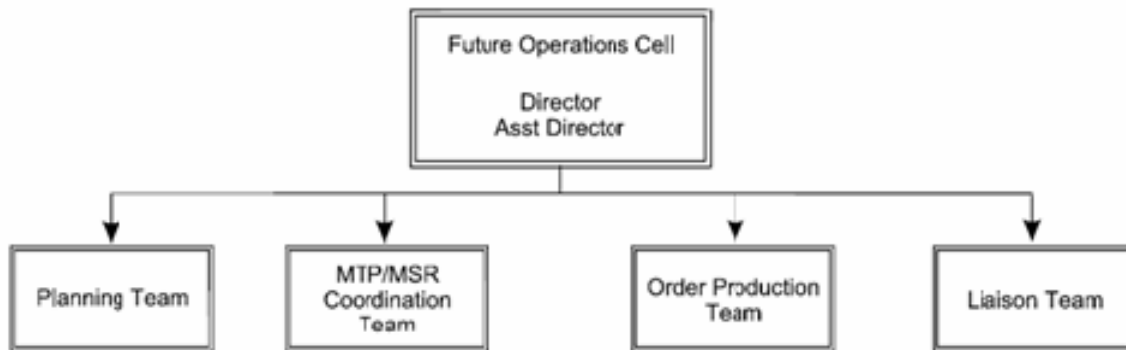 Future Operations Cell
Director
Asst Director
Planning Team
MTP/MSR
Coordination
Team
Order Production
Team
Liaison Team